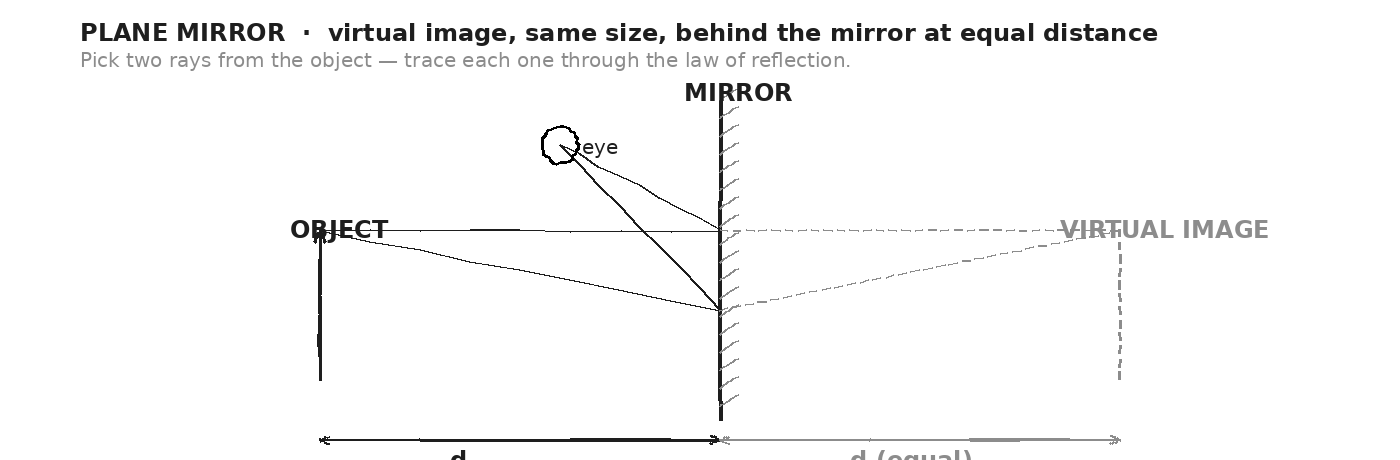 PLANE MIRROR · virtual image, same size, behind the mirror at equal distance
Pick two rays from the object — trace each one through the law of reflection.
MIRROR
eye
OBJECT
VIRTUAL IMAGE
d
d (equal)